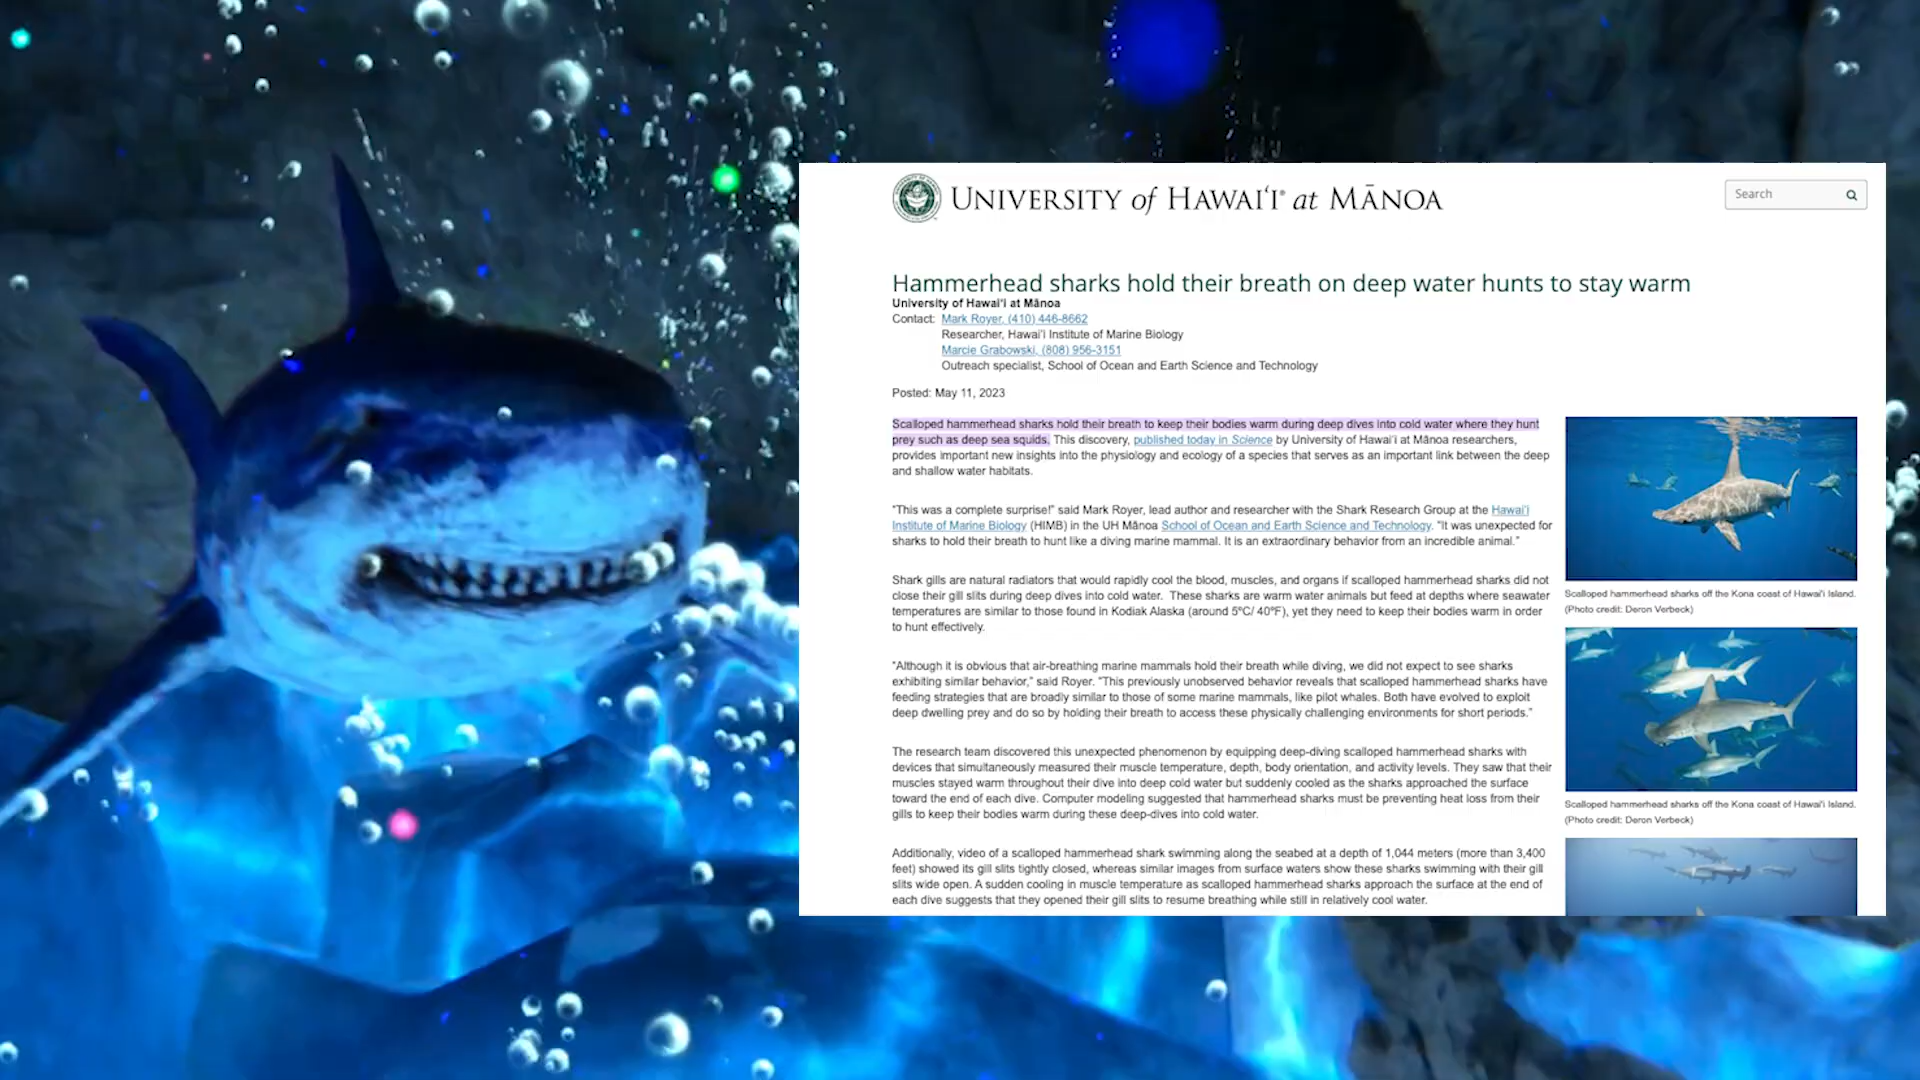 UNIVERSITY of HAWAIʻI® at MĀNOA
Search
Hammerhead sharks hold their breath on deep water hunts to stay warm
University of Hawaiʻi at Mānoa
Contact: Mark Royer, (410) 446-8662
Researcher, Hawaiʻi Institute of Marine Biology
Marcie Grabowski, (808) 956-3151
Outreach specialist, School of Ocean and Earth Science and Technology
Posted: May 11, 2023
Scalloped hammerhead sharks hold their breath to keep their bodies warm during deep dives into cold water where they hunt
prey such as deep sea squids. This discovery, published today in Science by University of Hawaiʻi at Mānoa researchers,
provides important new insights into the physiology and ecology of a species that serves as an important link between the deep
and shallow water habitats.
"This was a complete surprise!" said Mark Royer, lead author and researcher with the Shark Research Group at the Hawaiʻi
Institute of Marine Biology (HIMB) in the UH Mānoa School of Ocean and Earth Science and Technology. "It was unexpected for
sharks to hold their breath to hunt like a diving marine mammal. It is an extraordinary behavior from an incredible animal."
Shark gills are natural radiators that would rapidly cool the blood, muscles, and organs if scalloped hammerhead sharks did not
close their gill slits during deep dives into cold water. These sharks are warm water animals but feed at depths where seawater
temperatures are similar to those found in Kodiak Alaska (around 5°C/ 40°F), yet they need to keep their bodies warm in order
to hunt effectively.
"Although it is obvious that air-breathing marine mammals hold their breath while diving, we did not expect to see sharks
exhibiting similar behavior," said Royer. "This previously unobserved behavior reveals that scalloped hammerhead sharks have
feeding strategies that are broadly similar to those of some marine mammals, like pilot whales. Both have evolved to exploit
deep dwelling prey and do so by holding their breath to access these physically challenging environments for short periods."
The research team discovered this unexpected phenomenon by equipping deep-diving scalloped hammerhead sharks with
devices that simultaneously measured their muscle temperature, depth, body orientation, and activity levels. They saw that their
muscles stayed warm throughout their dive into deep cold water but suddenly cooled as the sharks approached the surface
toward the end of each dive. Computer modeling suggested that hammerhead sharks must be preventing heat loss from their
gills to keep their bodies warm during these deep-dives into cold water.
Additionally, video of a scalloped hammerhead shark swimming along the seabed at a depth of 1,044 meters (more than 3,400
feet) showed its gill slits tightly closed, whereas similar images from surface waters show these sharks swimming with their gill
slits wide open. A sudden cooling in muscle temperature as scalloped hammerhead sharks approach the surface at the end of
each dive suggests that they opened their gill slits to resume breathing while still in relatively cool water.
Scalloped hammerhead sharks off the Kona coast of Hawaiʻi Island.
(Photo credit: Deron Verbeck)
Scalloped hammerhead sharks off the Kona coast of Hawaiʻi Island.
(Photo credit: Deron Verbeck)